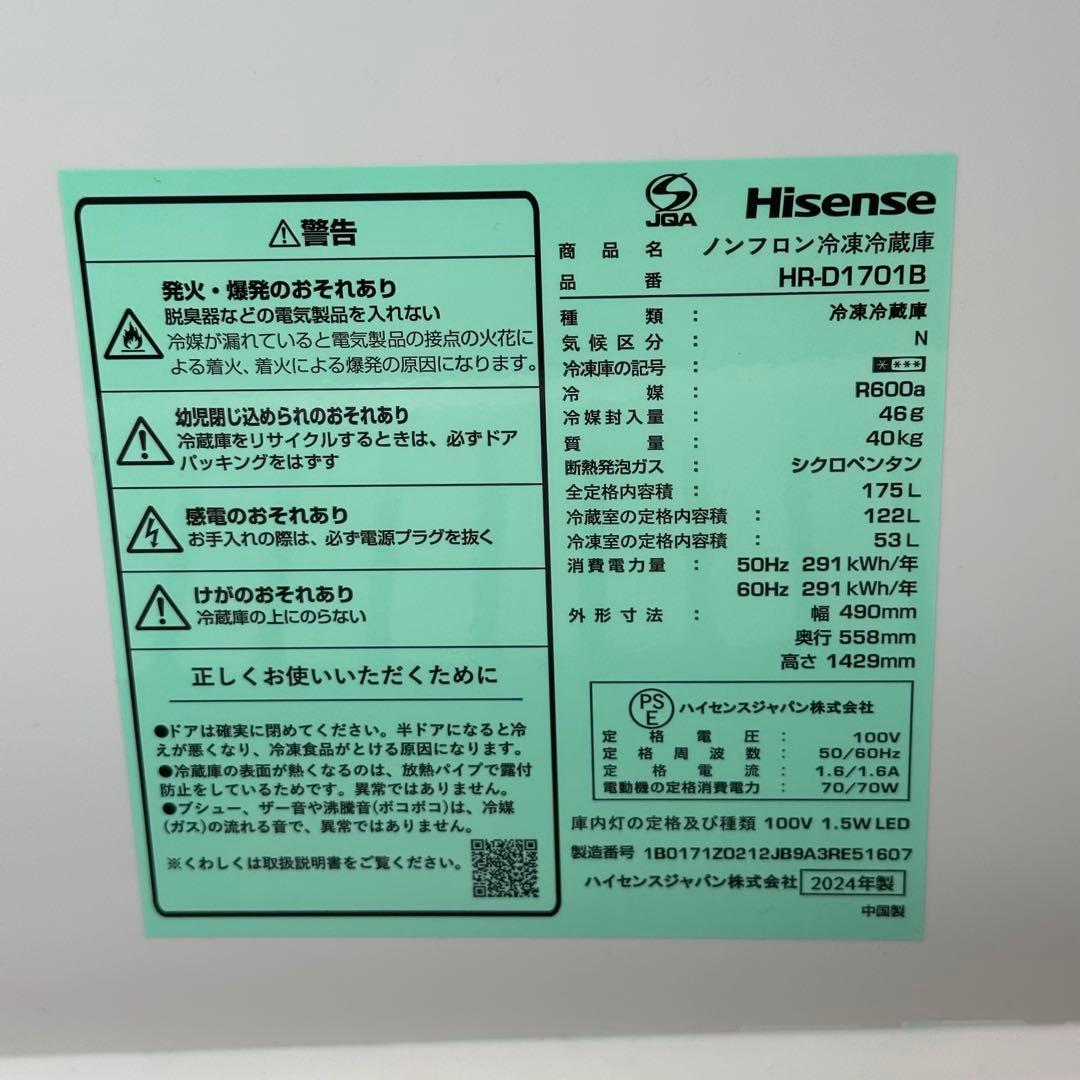 警告
発火・爆発のおそれあり
脱臭器などの電気製品を入れない
冷媒が漏れていると電気製品の接点の火花に
よる着火、着火による爆発の原因になります。
幼児閉じ込められのおそれあり
冷蔵庫をリサイクルするときは、必ずドア
パッキングをはずす
感電のおそれあり
お手入れの際は、必ず電源プラグを抜く
けがのおそれあり
冷蔵庫の上にのらない
正しくお使いいただくために
●ドアは確実に閉めてください。半ドアになると冷
えが悪くなり、冷凍食品がとける原因になります。
●冷蔵庫の表面が熱くなるのは、放熱パイプで露付
防止をしているためです。異常ではありません。
●プシュー、ザー音や沸騰音(ポコポコ)は、冷媒
(ガス)の流れる音で、異常ではありません。
※くわしくは取扱説明書をご覧ください。
JQA Hisense
商品名 ノンフロン冷凍冷蔵庫
品番 HR-D1701B
種類 : 冷凍冷蔵庫
気候区分 : N
冷凍庫の記号 : ****
冷媒 : R600a
冷媒封入量 : 46g
質量 : 40kg
断熱発泡ガス : シクロペンタン
全定格内容積 : 175L
冷蔵室の定格内容積 : 122L
冷凍室の定格内容積 : 53L
消費電力量 : 50Hz 291kWh/年
60Hz 291kWh/年
外形寸法 : 幅 490mm
奥行 558mm
高さ 1429mm
PSE ハイセンスジャパン株式会社
定格電圧 : 100V
定格周波数 : 50/60Hz
定格電流 : 1.6/1.6A
電動機の定格消費電力 : 70/70W
庫内灯の定格及び種類 100V 1.5W LED
製造番号 1B0171Z0212JB9A3RE51607
ハイセンスジャパン株式会社 2024年製
中国製